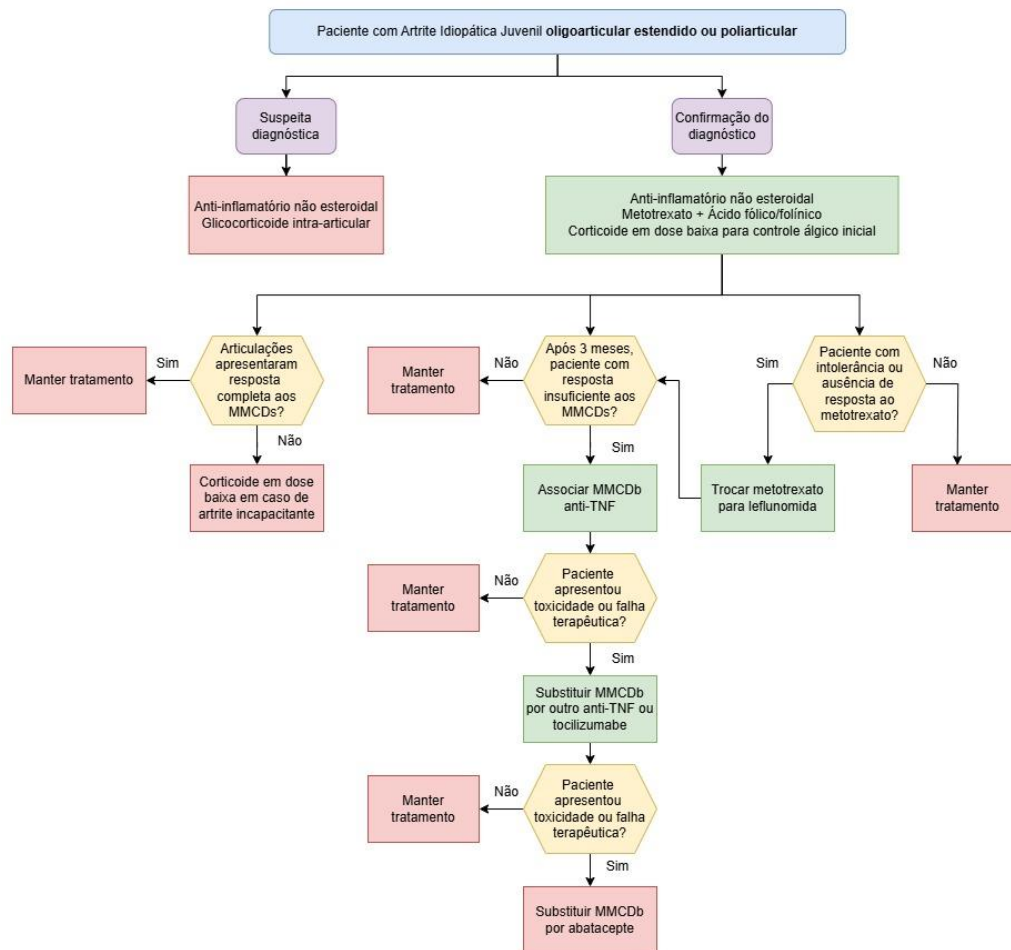 Paciente com Artrite Idiopática Juvenil oligoarticular estendido ou poliarticular
Suspeita
diagnóstica
Confirmação do
diagnóstico
Anti-inflamatório não esteroidal
Glicocorticoide intra-articular
Anti-inflamatório não esteroidal
Metotrexato + Ácido fólico/folínico
Corticoide em dose baixa para controle álgico inicial
Manter tratamento
Sim
Articulações
apresentaram
resposta
completa aos
MMCDs?
Não
Corticoide em dose
baixa em caso de
artrite incapacitante
Manter
tratamento
Não
Após 3 meses,
paciente com
resposta
insuficiente aos
MMCDs?
Sim
Sim
Paciente com
intolerância ou
ausência de
resposta ao
metotrexato?
Não
Associar MMCDb
anti-TNF
Trocar metotrexato
para leflunomida
Manter
tratamento
Manter
tratamento
Não
Paciente
apresentou
toxicidade ou falha
terapêutica?
Sim
Substituir MMCDb
por outro anti-TNF ou
tocilizumabe
Manter
tratamento
Não
Paciente
apresentou
toxicidade ou falha
terapêutica?
Sim
Substituir MMCDb
por abatacepte